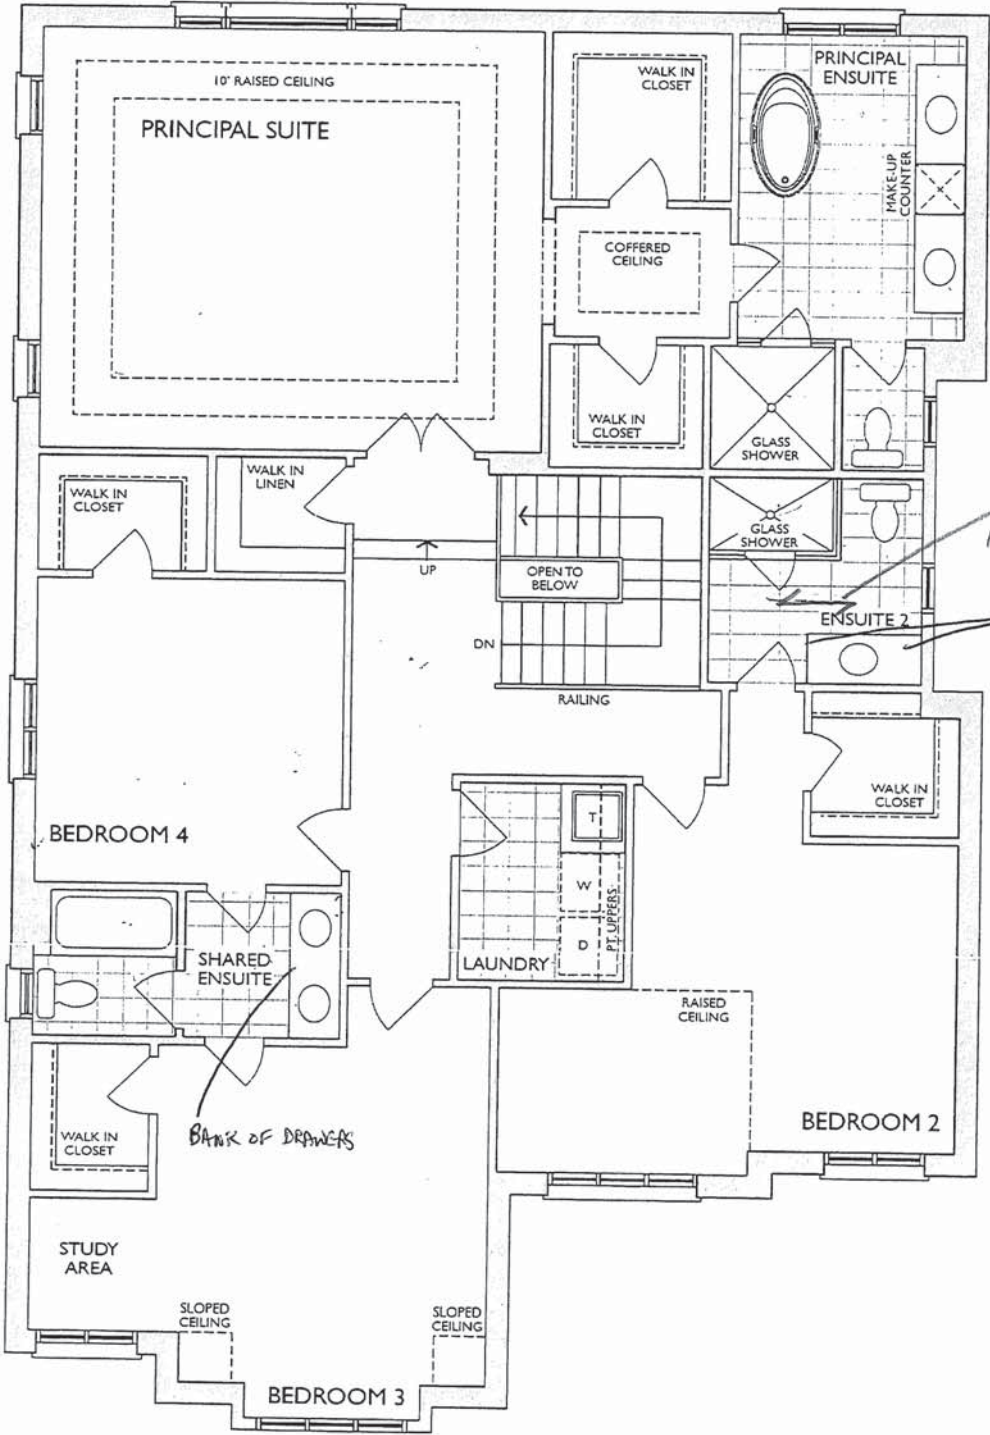 10' RAISED CEILING
PRINCIPAL SUITE
WALK IN
CLOSET
PRINCIPAL
ENSUITE
MAKE-UP
COUNTER
COFFERED
CEILING
WALK IN
CLOSET
GLASS
SHOWER
WALK IN
CLOSET
WALK IN
LINEN
UP
OPEN TO
BELOW
DN
RAILING
GLASS
SHOWER
ENSUITE 2
WALK IN
CLOSET
BEDROOM 4
T
W
D
PT. UPPERS
LAUNDRY
SHARED
ENSUITE
RAISED
CEILING
BEDROOM 2
BANK OF DRAWERS
WALK IN
CLOSET
STUDY
AREA
SLOPED
CEILING
SLOPED
CEILING
BEDROOM 3